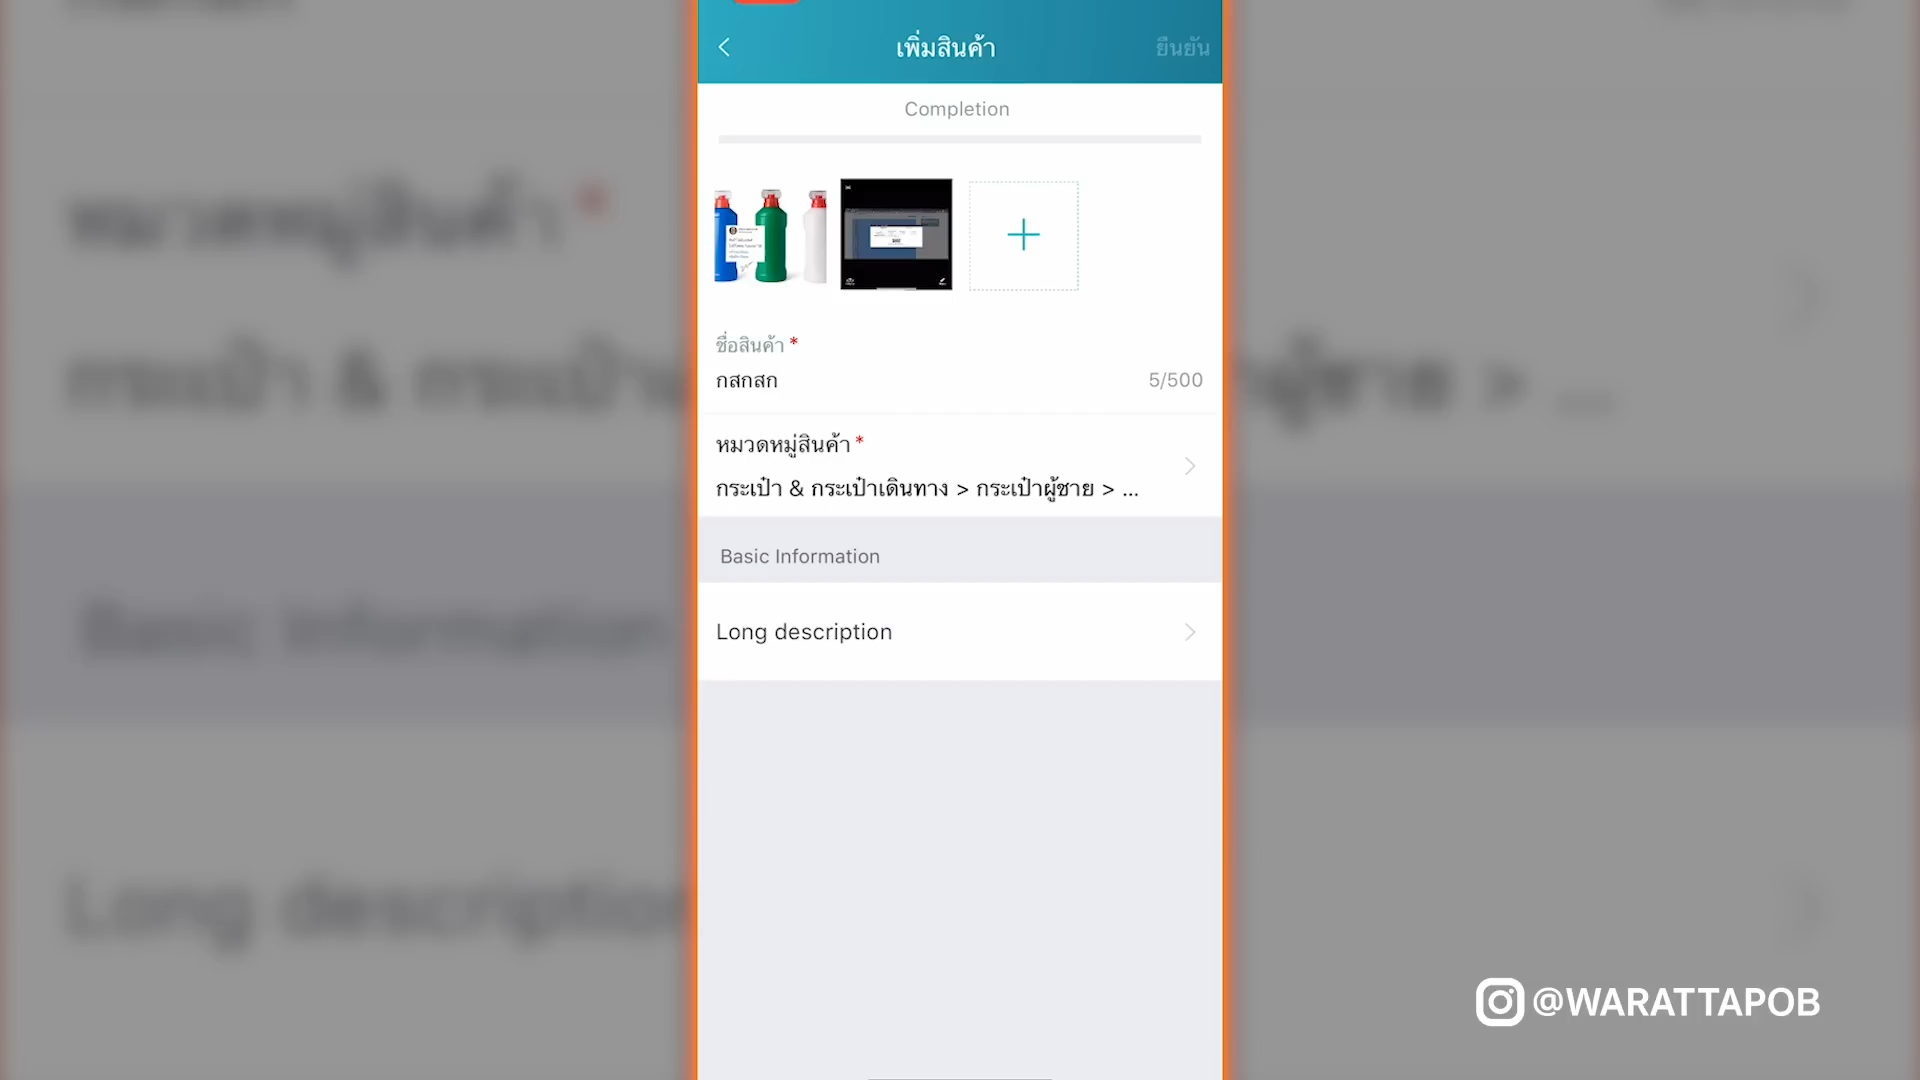 เพิ่มสินค้า
ยืนยัน
Completion
ชื่อสินค้า *
กสกสก
5/500
หมวดหมู่สินค้า *
กระเป๋า & กระเป๋าเดินทาง > กระเป๋าผู้ชาย > ...
Basic Information
Long description
@WARATTAPOB